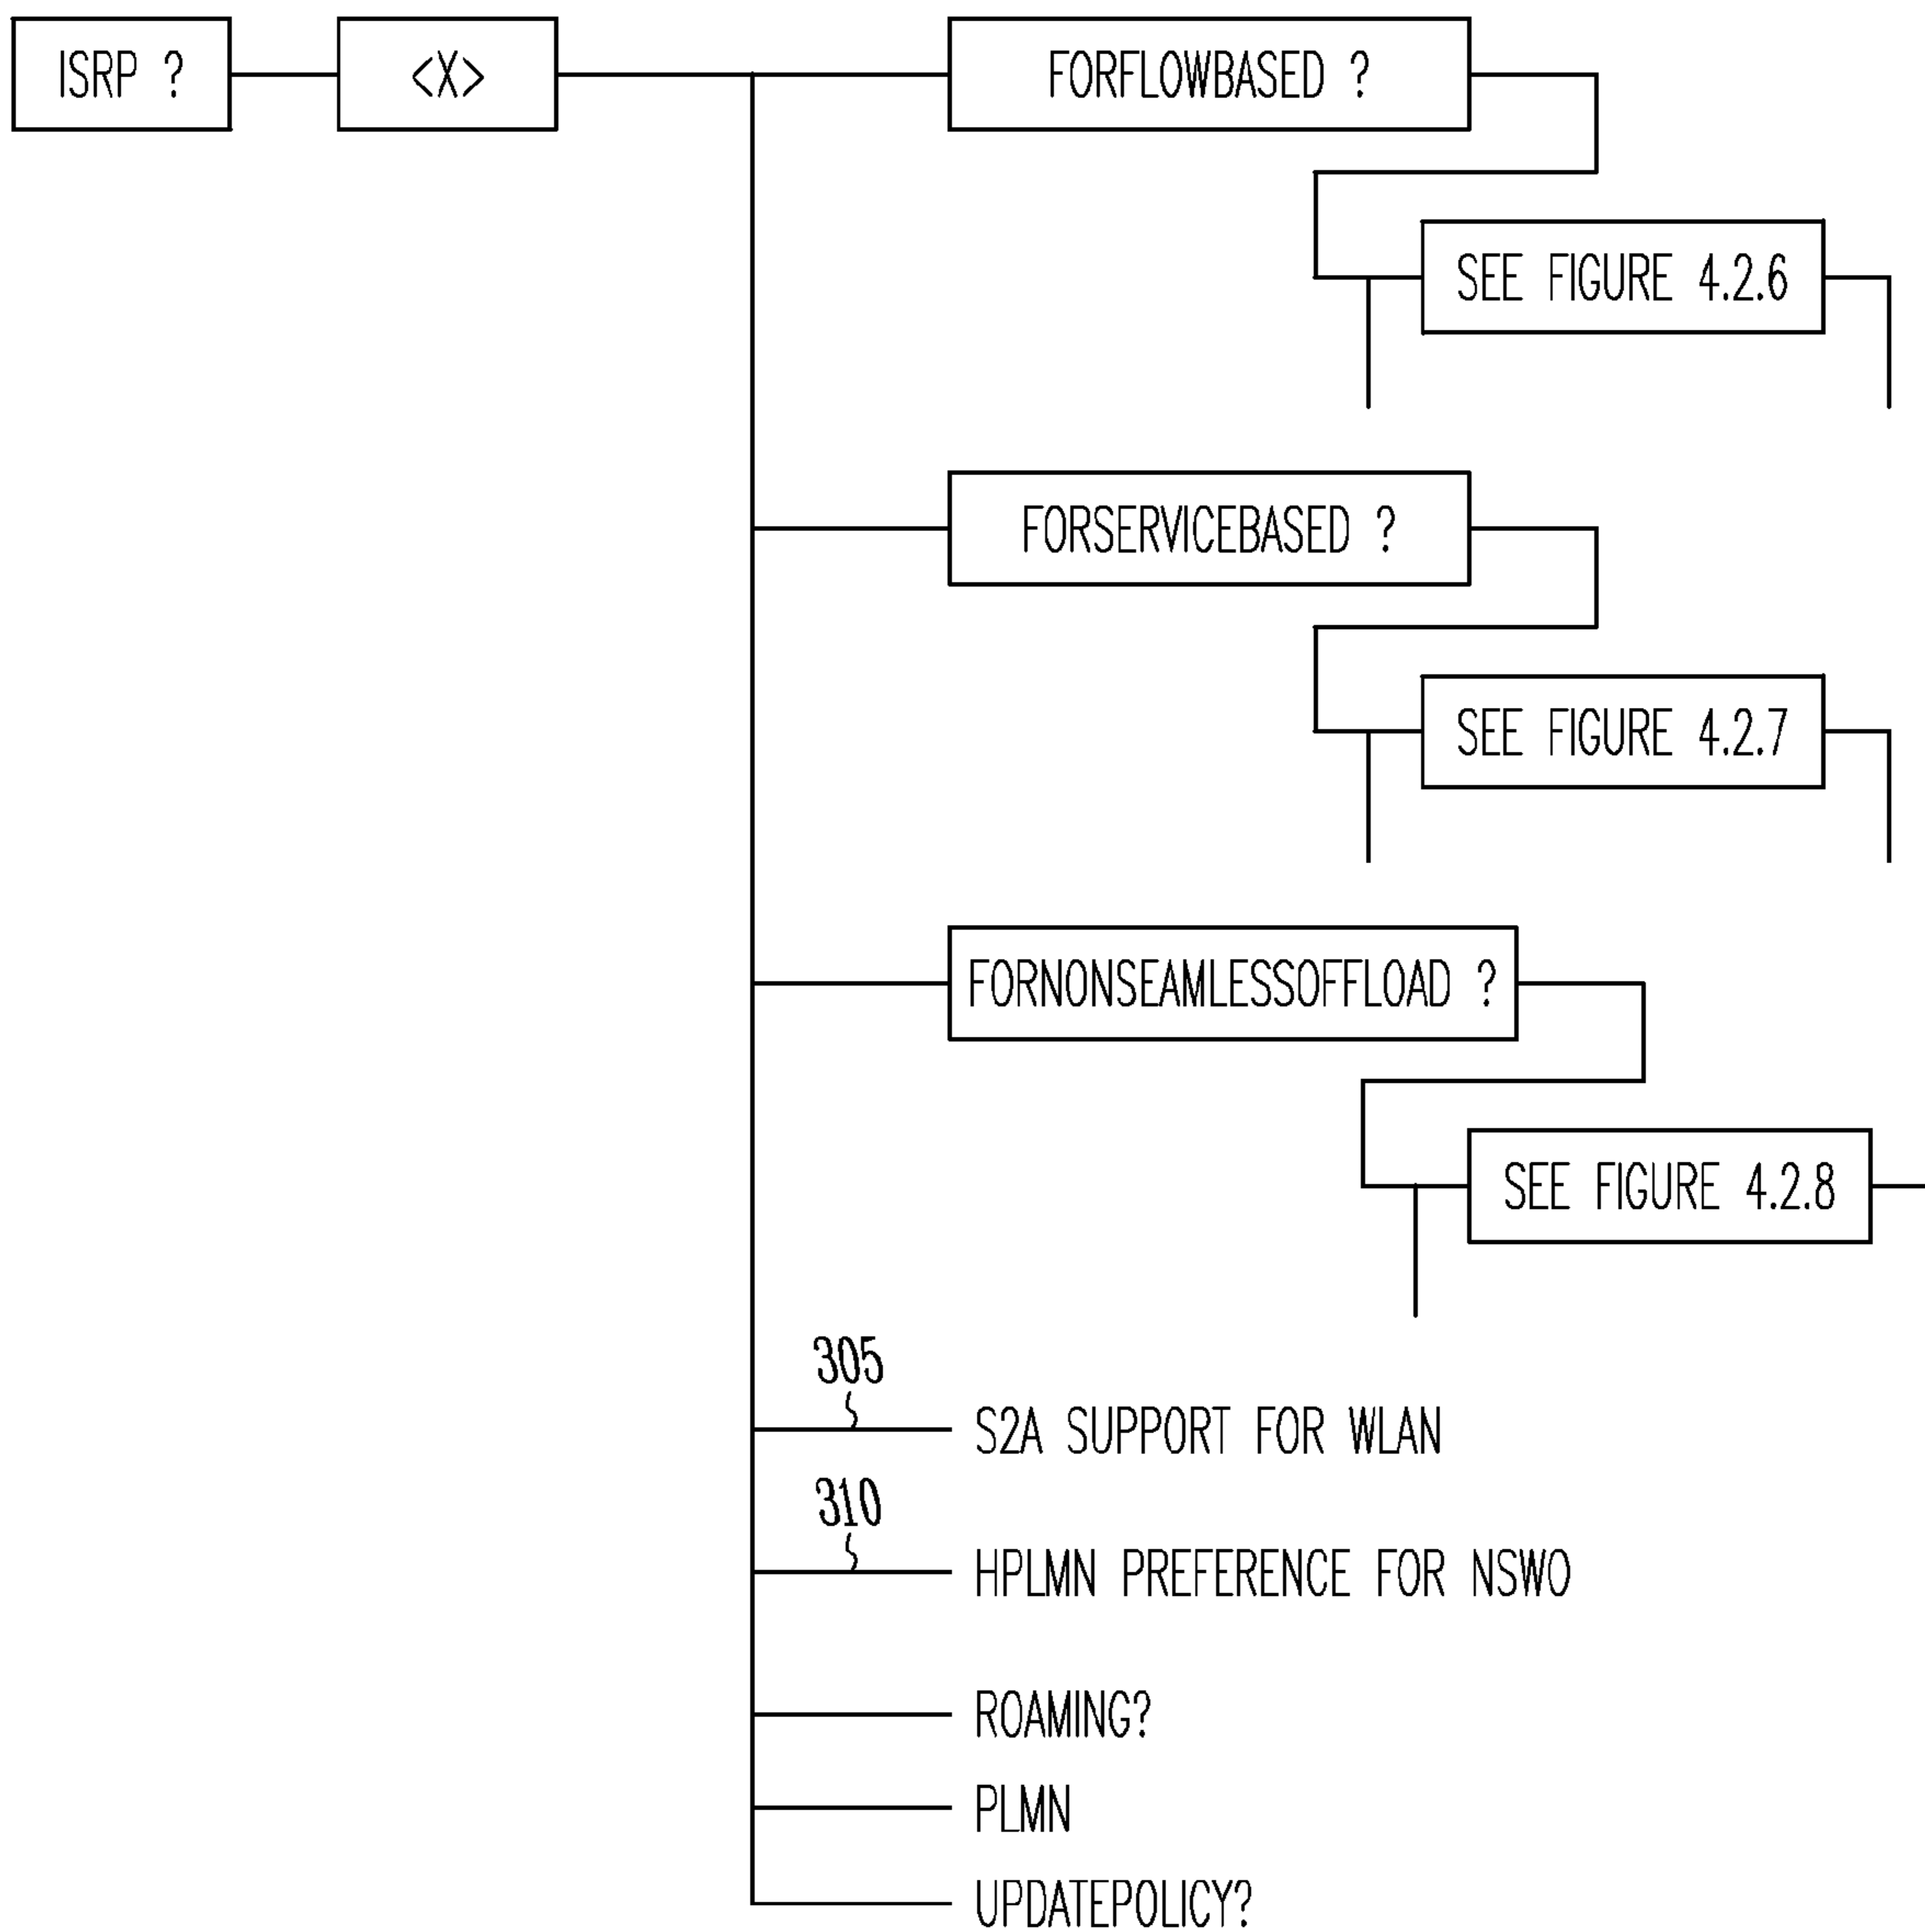 ISRP ?
<X>
FORFLOWBASED ?
SEE FIGURE 4.2.6
FORSERVICEBASED ?
SEE FIGURE 4.2.7
FORNONSEAMLESSOFFLOAD ?
SEE FIGURE 4.2.8
305
S2A SUPPORT FOR WLAN
310
HPLMN PREFERENCE FOR NSWO
ROAMING?
PLMN
UPDATEPOLICY?